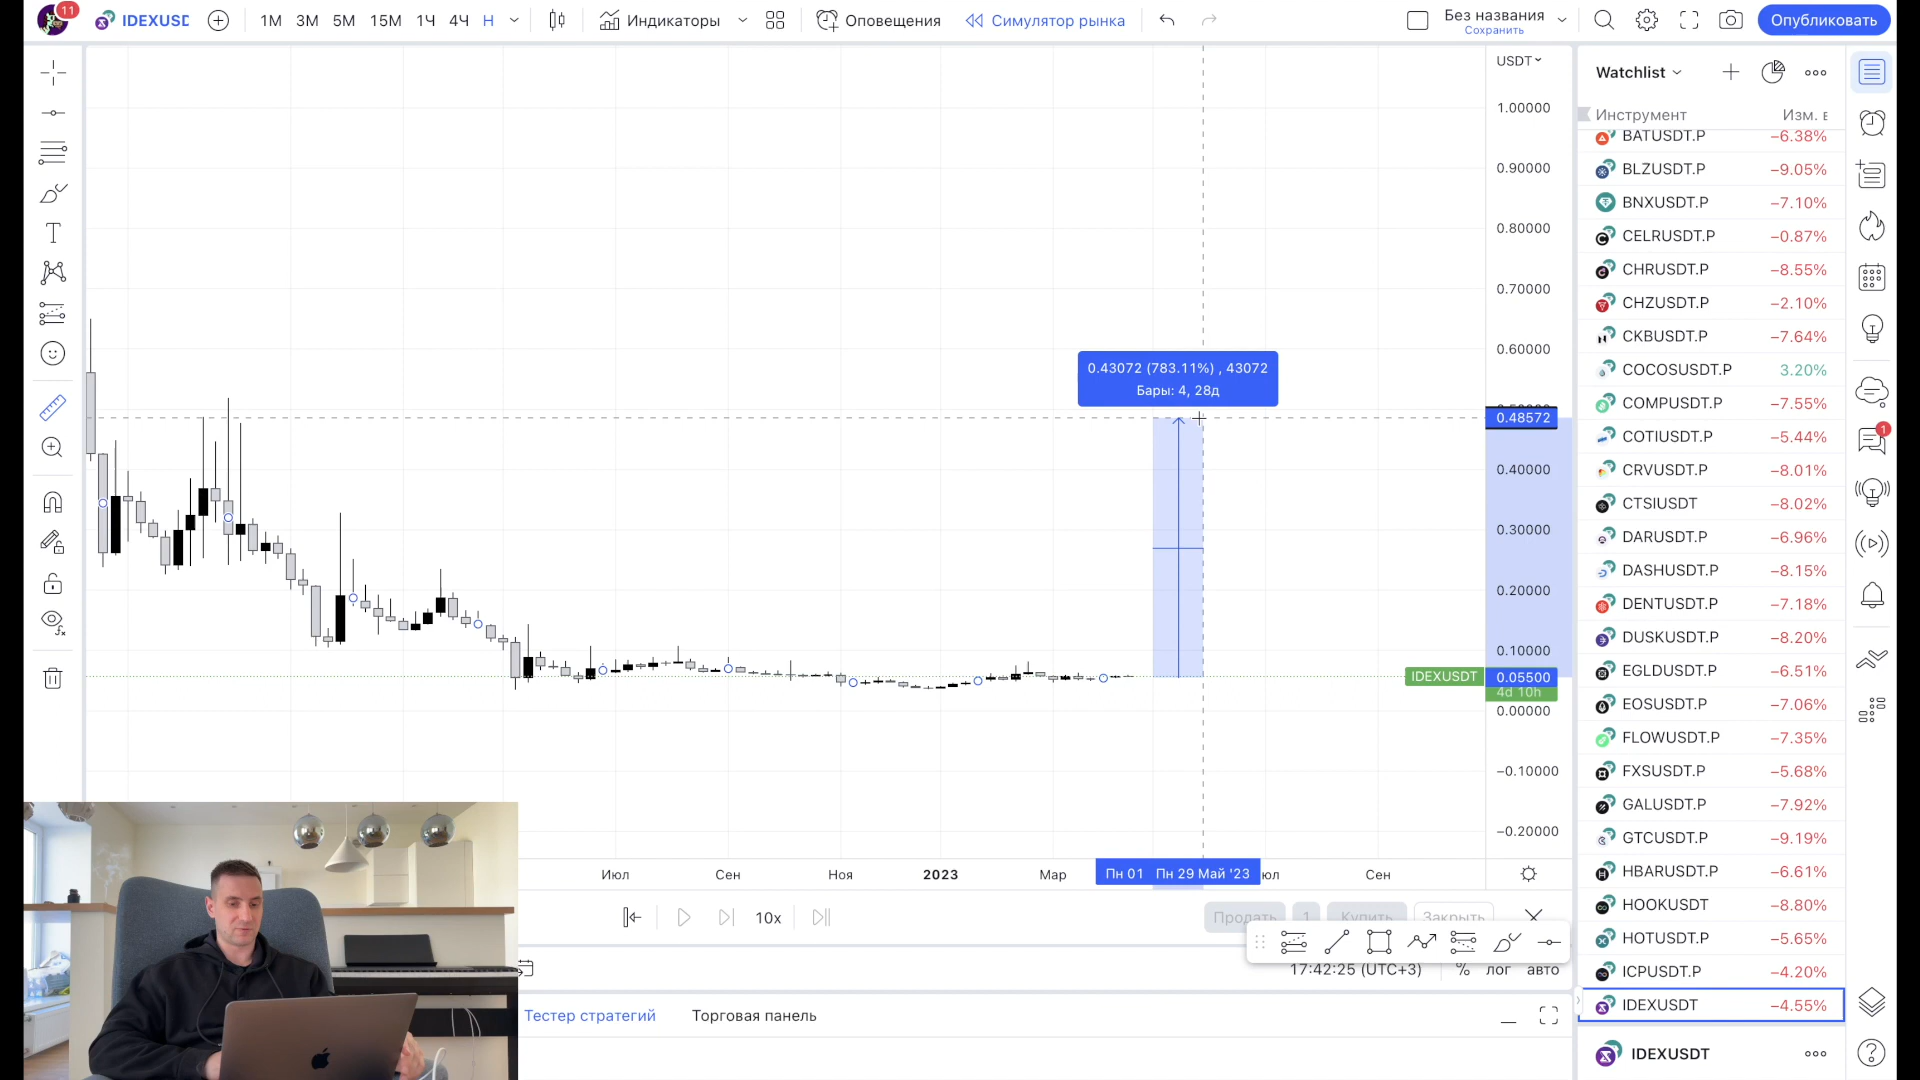 11
IDEXUSD
1М 3М 5М 15М 1Ч 4Ч Н
Индикаторы
Оповещения
Симулятор рынка
Без названия
Сохранить
Опубликовать
USDT
1.00000
0.90000
0.80000
0.70000
0.60000
0.48572
0.40000
0.30000
0.20000
0.10000
IDEXUSDT 0.05500
4d 10h
0.00000
−0.10000
−0.20000
0.43072 (783.11%) , 43072
Бары: 4, 28д
Июл Сен Ноя 2023 Мар Пн 01 Пн 29 Май '23 юл Сен
10x
Продать 1 Купить Закрыть
17:42:25 (UTC+3) % лог авто
Тестер стратегий Торговая панель
Watchlist
Инструмент Изм. в
BATUSDT.P −6.38%
BLZUSDT.P −9.05%
BNXUSDT.P −7.10%
CELRUSDT.P −0.87%
CHRUSDT.P −8.55%
CHZUSDT.P −2.10%
CKBUSDT.P −7.64%
COCOSUSDT.P 3.20%
COMPUSDT.P −7.55%
COTIUSDT.P −5.44%
CRVUSDT.P −8.01%
CTSIUSDT −8.02%
DARUSDT.P −6.96%
DASHUSDT.P −8.15%
DENTUSDT.P −7.18%
DUSKUSDT.P −8.20%
EGLDUSDT.P −6.51%
EOSUSDT.P −7.06%
FLOWUSDT.P −7.35%
FXSUSDT.P −5.68%
GALUSDT.P −7.92%
GTCUSDT.P −9.19%
HBARUSDT.P −6.61%
HOOKUSDT −8.80%
HOTUSDT.P −5.65%
ICPUSDT.P −4.20%
IDEXUSDT −4.55%
IDEXUSDT
1